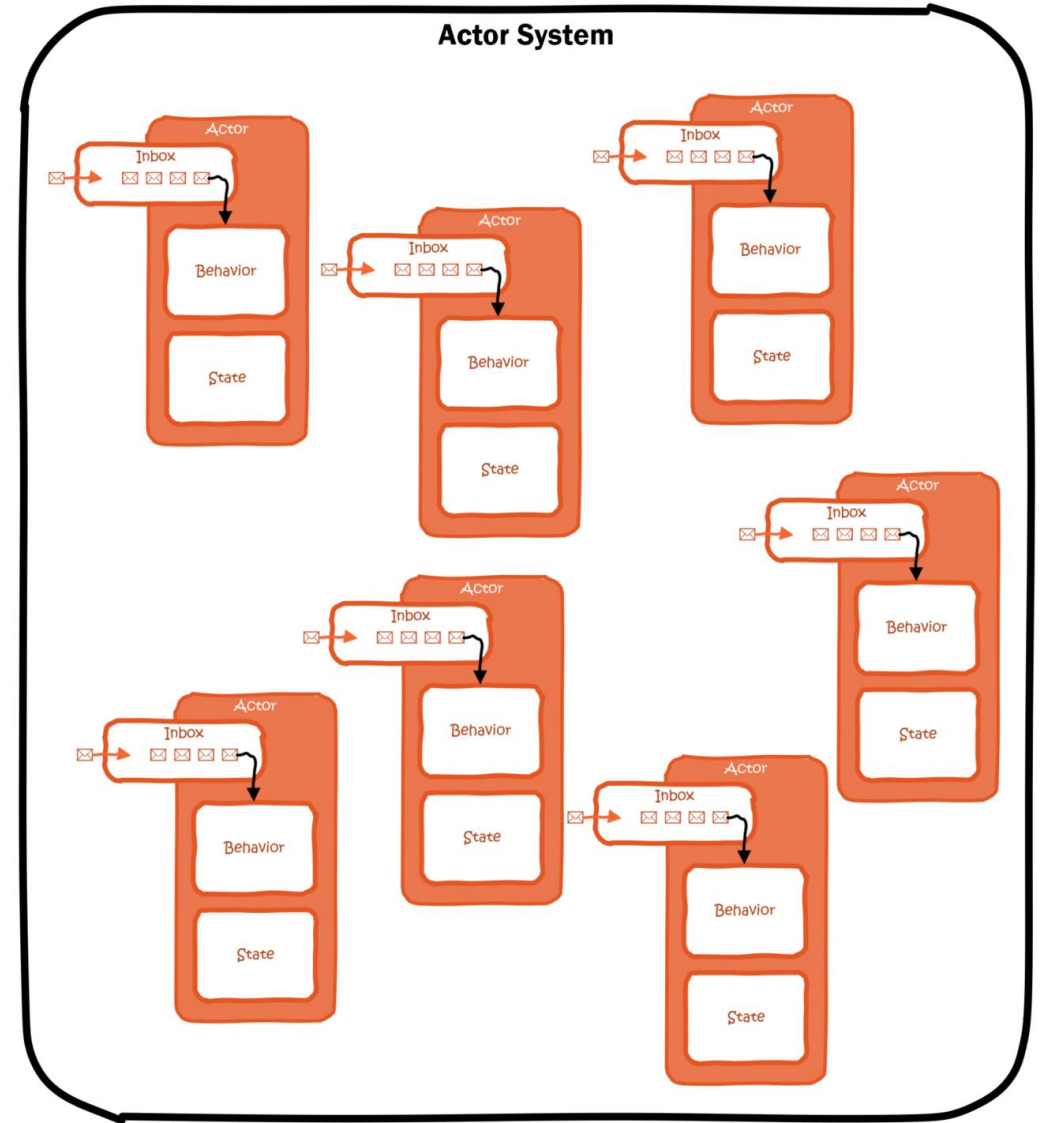 Actor System
Actor
Inbox
Behavior
State
Actor
Inbox
Behavior
State
Actor
Inbox
Behavior
State
Actor
Inbox
Behavior
State
Actor
Inbox
Behavior
State
Actor
Inbox
Behavior
State
Actor
Inbox
Behavior
State